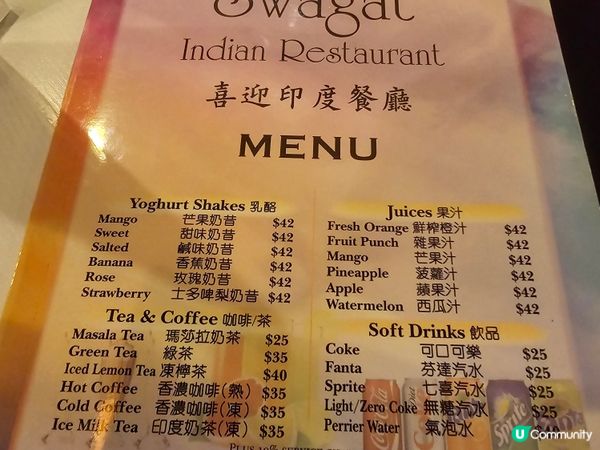 Swagat
Indian Restaurant
喜迎印度餐廳
MENU
Yoghurt Shakes 乳酪
Mango 芒果奶昔 $42
Sweet 甜味奶昔 $42
Salted 鹹味奶昔 $42
Banana 香蕉奶昔 $42
Rose 玫瑰奶昔 $42
Strawberry 士多啤梨奶昔 $42
Tea & Coffee 咖啡/茶
Masala Tea 瑪莎拉奶茶 $25
Green Tea 綠茶 $35
Iced Lemon Tea 凍檸茶 $40
Hot Coffee 香濃咖啡(熱) $35
Cold Coffee 香濃咖啡(凍) $35
Ice Milk Tea 印度奶茶(凍) $35
Juices 果汁
Fresh Orange 鮮榨橙汁 $42
Fruit Punch 雜果汁 $42
Mango 芒果汁 $42
Pineapple 菠蘿汁 $42
Apple 蘋果汁 $42
Watermelon 西瓜汁 $42
Soft Drinks 飲品
Coke 可口可樂 $25
Fanta 芬達汽水 $25
Sprite 七喜汽水 $25
Light/Zero Coke 無糖汽水 $25
Perrier Water 氣泡水 $40
PLUS 10% SERVICE
U Community